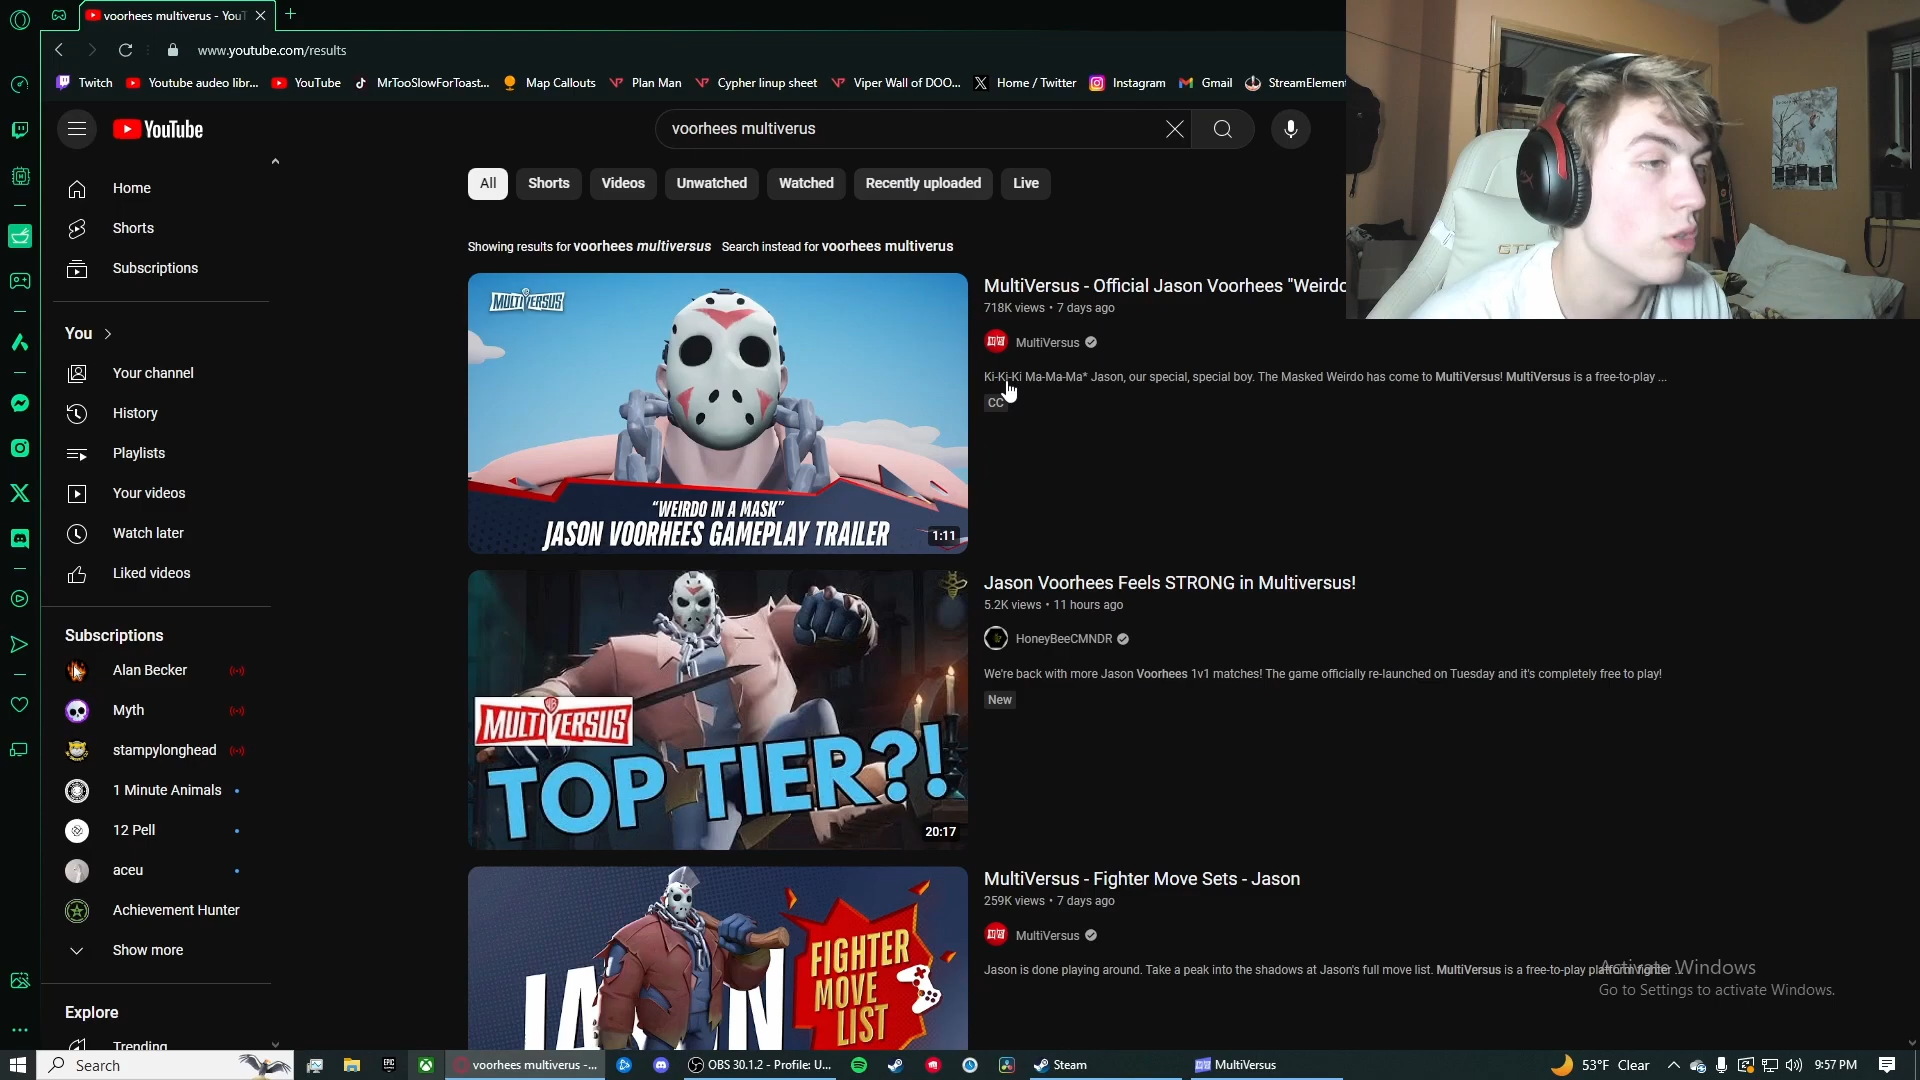 voorhees multiverus - YouT
www.youtube.com/results
Twitch
Youtube audeo libr...
YouTube
MrTooSlowForToast...
Map Callouts
Plan Man
Cypher linup sheet
Viper Wall of DOO...
Home / Twitter
Instagram
Gmail
StreamElement
YouTube
voorhees multiverus
Home
Shorts
Subscriptions
You
Your channel
History
Playlists
Your videos
Watch later
Liked videos
Subscriptions
Alan Becker
Myth
stampylonghead
1 Minute Animals
12 Pell
aceu
Achievement Hunter
Show more
Explore
Trending
All
Shorts
Videos
Unwatched
Watched
Recently uploaded
Live
Showing results for voorhees multiversus Search instead for voorhees multiverus
MULTIVERSUS
"WEIRDO IN A MASK"
JASON VOORHEES GAMEPLAY TRAILER
1:11
MultiVersus - Official Jason Voorhees "Weirdo
718K views • 7 days ago
MultiVersus
Ki-Ki-Ki Ma-Ma-Ma* Jason, our special, special boy. The Masked Weirdo has come to MultiVersus! MultiVersus is a free-to-play ...
CC
MULTIVERSUS
TOP TIER?!
20:17
Jason Voorhees Feels STRONG in Multiversus!
5.2K views • 11 hours ago
HoneyBeeCMNDR
We're back with more Jason Voorhees 1v1 matches! The game officially re-launched on Tuesday and it's completely free to play!
New
JASON
FIGHTER
MOVE
LIST
MultiVersus - Fighter Move Sets - Jason
259K views • 7 days ago
MultiVersus
Jason is done playing around. Take a peak into the shadows at Jason's full move list. MultiVersus is a free-to-play platform fighter ...
Activate Windows
Go to Settings to activate Windows.
Search
EPIC
voorhees multiverus -...
OBS 30.1.2 - Profile: U...
Steam
MultiVersus
53°F Clear
9:57 PM